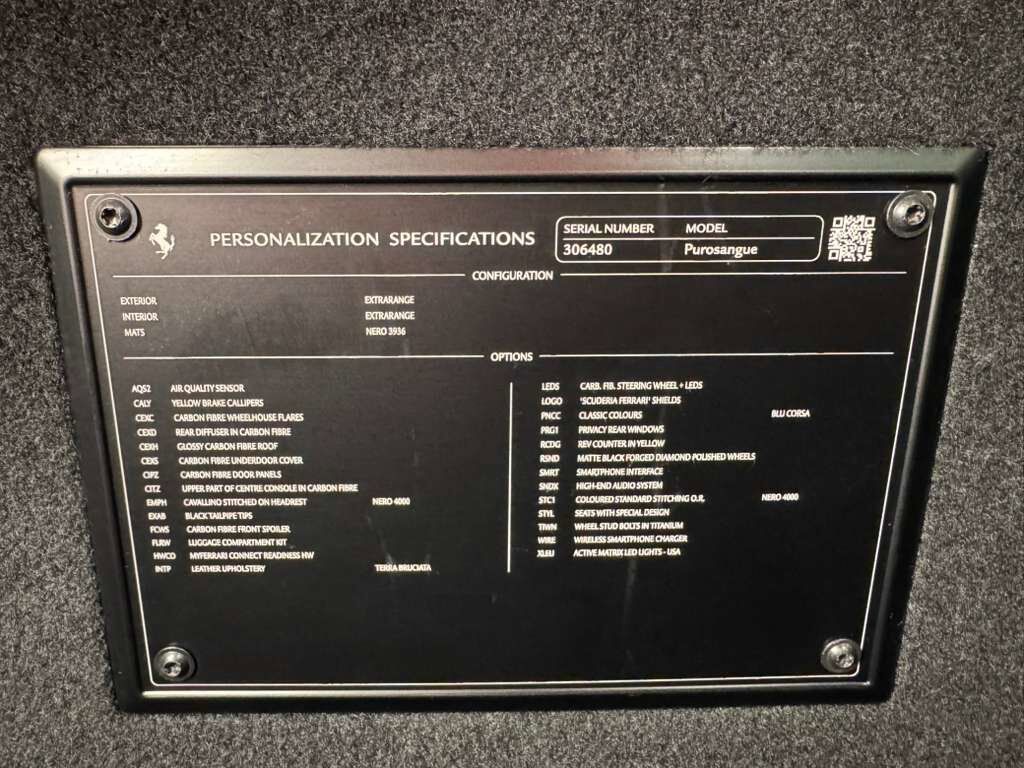 PERSONALIZATION SPECIFICATIONS
SERIAL NUMBER MODEL
306480 Purosangue
CONFIGURATION
EXTERIOR EXTRARANGE
INTERIOR EXTRARANGE
MATS NERO 3936
OPTIONS
AQS2 AIR QUALITY SENSOR
CALY YELLOW BRAKE CALLIPERS
CEXC CARBON FIBRE WHEELHOUSE FLARES
CEXD REAR DIFFUSER IN CARBON FIBRE
CEXH GLOSSY CARBON FIBRE ROOF
CEXS CARBON FIBRE UNDERDOOR COVER
CIPZ CARBON FIBRE DOOR PANELS
CITZ UPPER PART OF CENTRE CONSOLE IN CARBON FIBRE
EMPH CAVALLINO STITCHED ON HEADREST NERO 4000
EXAB BLACK TAILPIPE TIPS
FCWS CARBON FIBRE FRONT SPOILER
FLRW LUGGAGE COMPARTMENT KIT
HWCD MYFERRARI CONNECT READINESS HW
INTP LEATHER UPHOLSTERY TERRA BRUCIATA
LEDS CARB. FIB. STEERING WHEEL + LEDS
LOGO 'SCUDERIA FERRARI' SHIELDS
PNCC CLASSIC COLOURS BLU CORSA
PRG1 PRIVACY REAR WINDOWS
RCDG REV COUNTER IN YELLOW
RSND MATTE BLACK FORGED DIAMOND POLISHED WHEELS
SMRT SMARTPHONE INTERFACE
SNDX HIGH-END AUDIO SYSTEM
STC1 COLOURED STANDARD STITCHING O.R. NERO 4000
STYL SEATS WITH SPECIAL DESIGN
TIWN WHEEL STUD BOLTS IN TITANIUM
WIRE WIRELESS SMARTPHONE CHARGER
XLEU ACTIVE MATRIX LED LIGHTS - USA